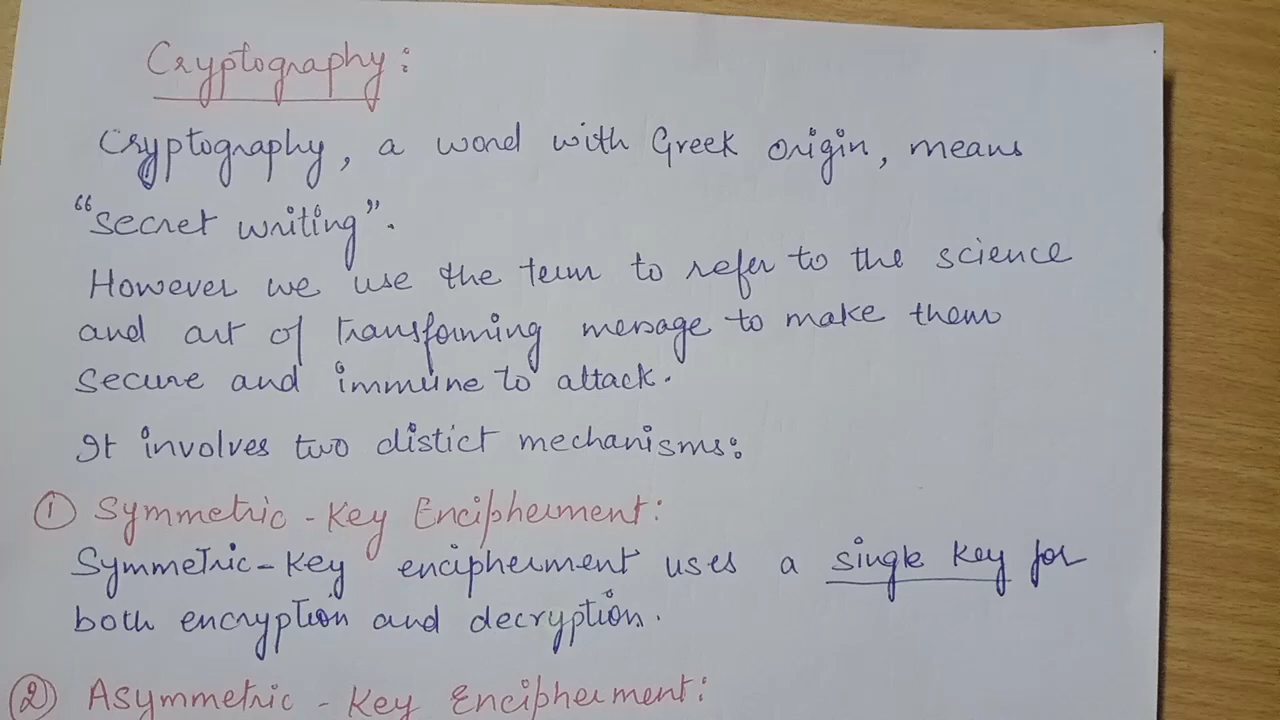 Cryptography:
Cryptography, a word with Greek origin, means
"secret writing".
However we use the term to refer to the science
and art of transforming message to make them
secure and immune to attack.
It involves two distict mechanisms:
① Symmetric-Key Encipherment:
Symmetric-Key encipherment uses a single key for
both encryption and decryption.
② Asymmetric-Key Encipherment: